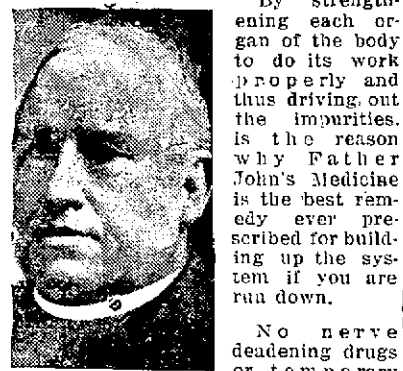 By strength-
ening each or-
gan of the body
to do its work
properly and
thus driving out
the impurities.
is the reason
why Father
John's Medicine
is the best rem-
edy ever pre-
scribed for build-
ing up the sys-
tem if you are
run down.
No nerve
deadening drugs
or temporary